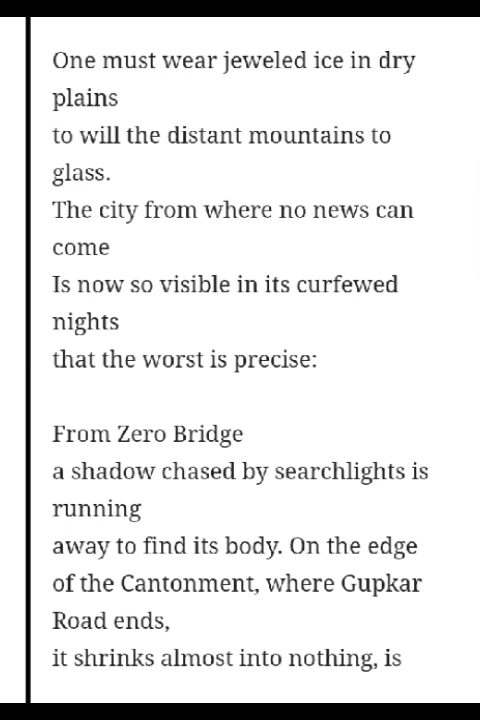 One must wear jeweled ice in dry
plains
to will the distant mountains to
glass.
The city from where no news can
come
Is now so visible in its curfewed
nights
that the worst is precise:

From Zero Bridge
a shadow chased by searchlights is
running
away to find its body. On the edge
of the Cantonment, where Gupkar
Road ends,
it shrinks almost into nothing, is